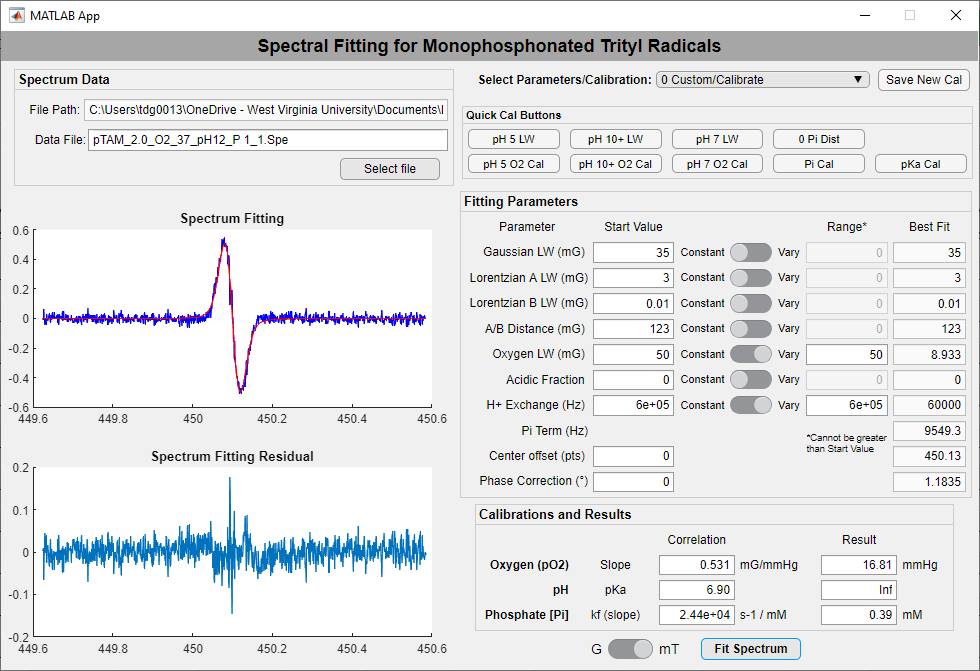 MATLAB App
Spectral Fitting for Monophosphonated Trityl Radicals
Spectrum Data
File Path: C:\Users\tdg0013\OneDrive - West Virginia University\Documents\I
Data File: pTAM_2.0_O2_37_pH12_P 1_1.Spe
Select file
Select Parameters/Calibration: 0 Custom/Calibrate Save New Cal
Quick Cal Buttons
pH 5 LW pH 10+ LW pH 7 LW 0 Pi Dist
pH 5 O2 Cal pH 10+ O2 Cal pH 7 O2 Cal Pi Cal pKa Cal
Spectrum Fitting
0.6
0.4
0.2
0
-0.2
-0.4
-0.6
449.6 449.8 450 450.2 450.4 450.6
Spectrum Fitting Residual
0.2
0.1
0
-0.1
-0.2
449.6 449.8 450 450.2 450.4 450.6
Fitting Parameters
Parameter Start Value Range* Best Fit
Gaussian LW (mG) 35 Constant Vary 0 35
Lorentzian A LW (mG) 3 Constant Vary 0 3
Lorentzian B LW (mG) 0.01 Constant Vary 0 0.01
A/B Distance (mG) 123 Constant Vary 0 123
Oxygen LW (mG) 50 Constant Vary 50 8.933
Acidic Fraction 0 Constant Vary 0 0
H+ Exchange (Hz) 6e+05 Constant Vary 6e+05 60000
Pi Term (Hz) 9549.3
*Cannot be greater
than Start Value
Center offset (pts) 0 450.13
Phase Correction (°) 0 1.1835
Calibrations and Results
Correlation Result
Oxygen (pO2) Slope 0.531 mG/mmHg 16.81 mmHg
pH pKa 6.90 Inf
Phosphate [Pi] kf (slope) 2.44e+04 s-1 / mM 0.39 mM
G mT Fit Spectrum